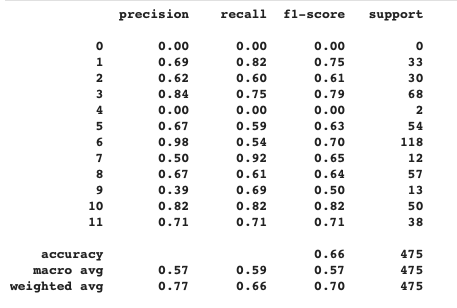 precision recall f1-score support
0 0.00 0.00 0.00 0
1 0.69 0.82 0.75 33
2 0.62 0.60 0.61 30
3 0.84 0.75 0.79 68
4 0.00 0.00 0.00 2
5 0.67 0.59 0.63 54
6 0.98 0.54 0.70 118
7 0.50 0.92 0.65 12
8 0.67 0.61 0.64 57
9 0.39 0.69 0.50 13
10 0.82 0.82 0.82 50
11 0.71 0.71 0.71 38
accuracy 0.66 475
macro avg 0.57 0.59 0.57 475
weighted avg 0.77 0.66 0.70 475